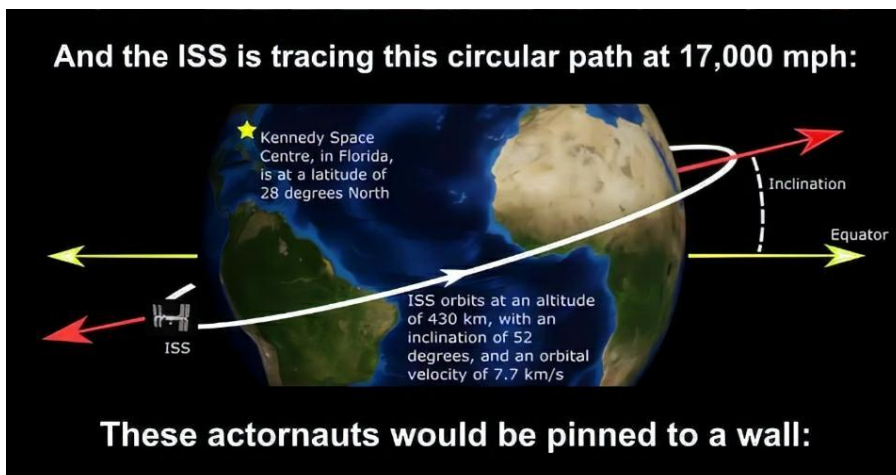 And the ISS is tracing this circular path at 17,000 mph:
Kennedy Space
Centre, in Florida,
is at a latitude of
28 degrees North
Inclination
Equator
ISS
ISS orbits at an altitude
of 430 km, with an
inclination of 52
degrees, and an orbital
velocity of 7.7 km/s
These actornauts would be pinned to a wall: